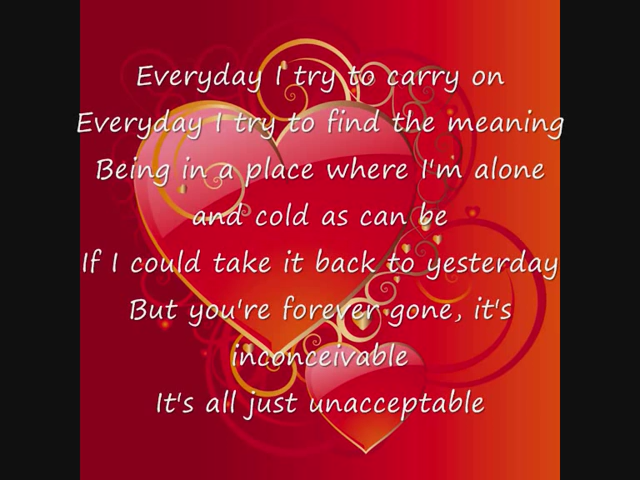 Everyday I try to carry on
Everyday I try to find the meaning
Being in a place where I'm alone
and cold as can be
If I could take it back to yesterday
But you're forever gone, it's
inconceivable
It's all just unacceptable